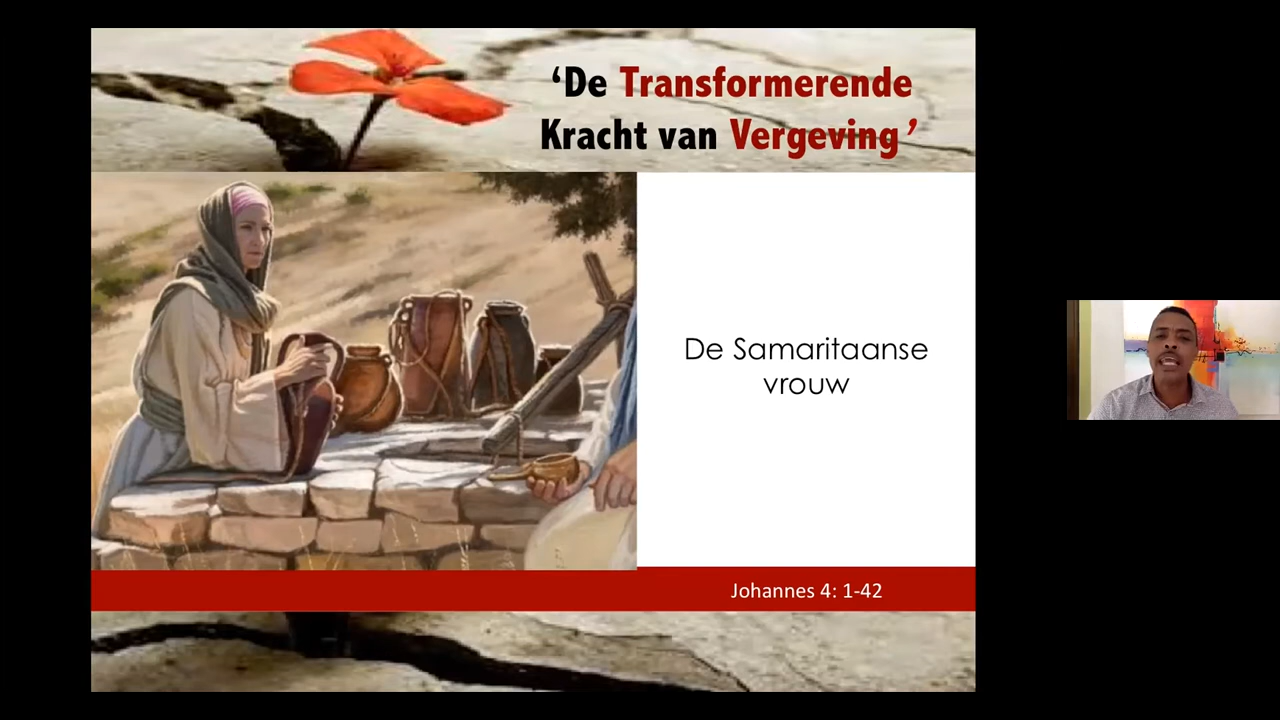 ‘De Transformerende
Kracht van Vergeving’
De Samaritaanse
vrouw
Johannes 4: 1-42